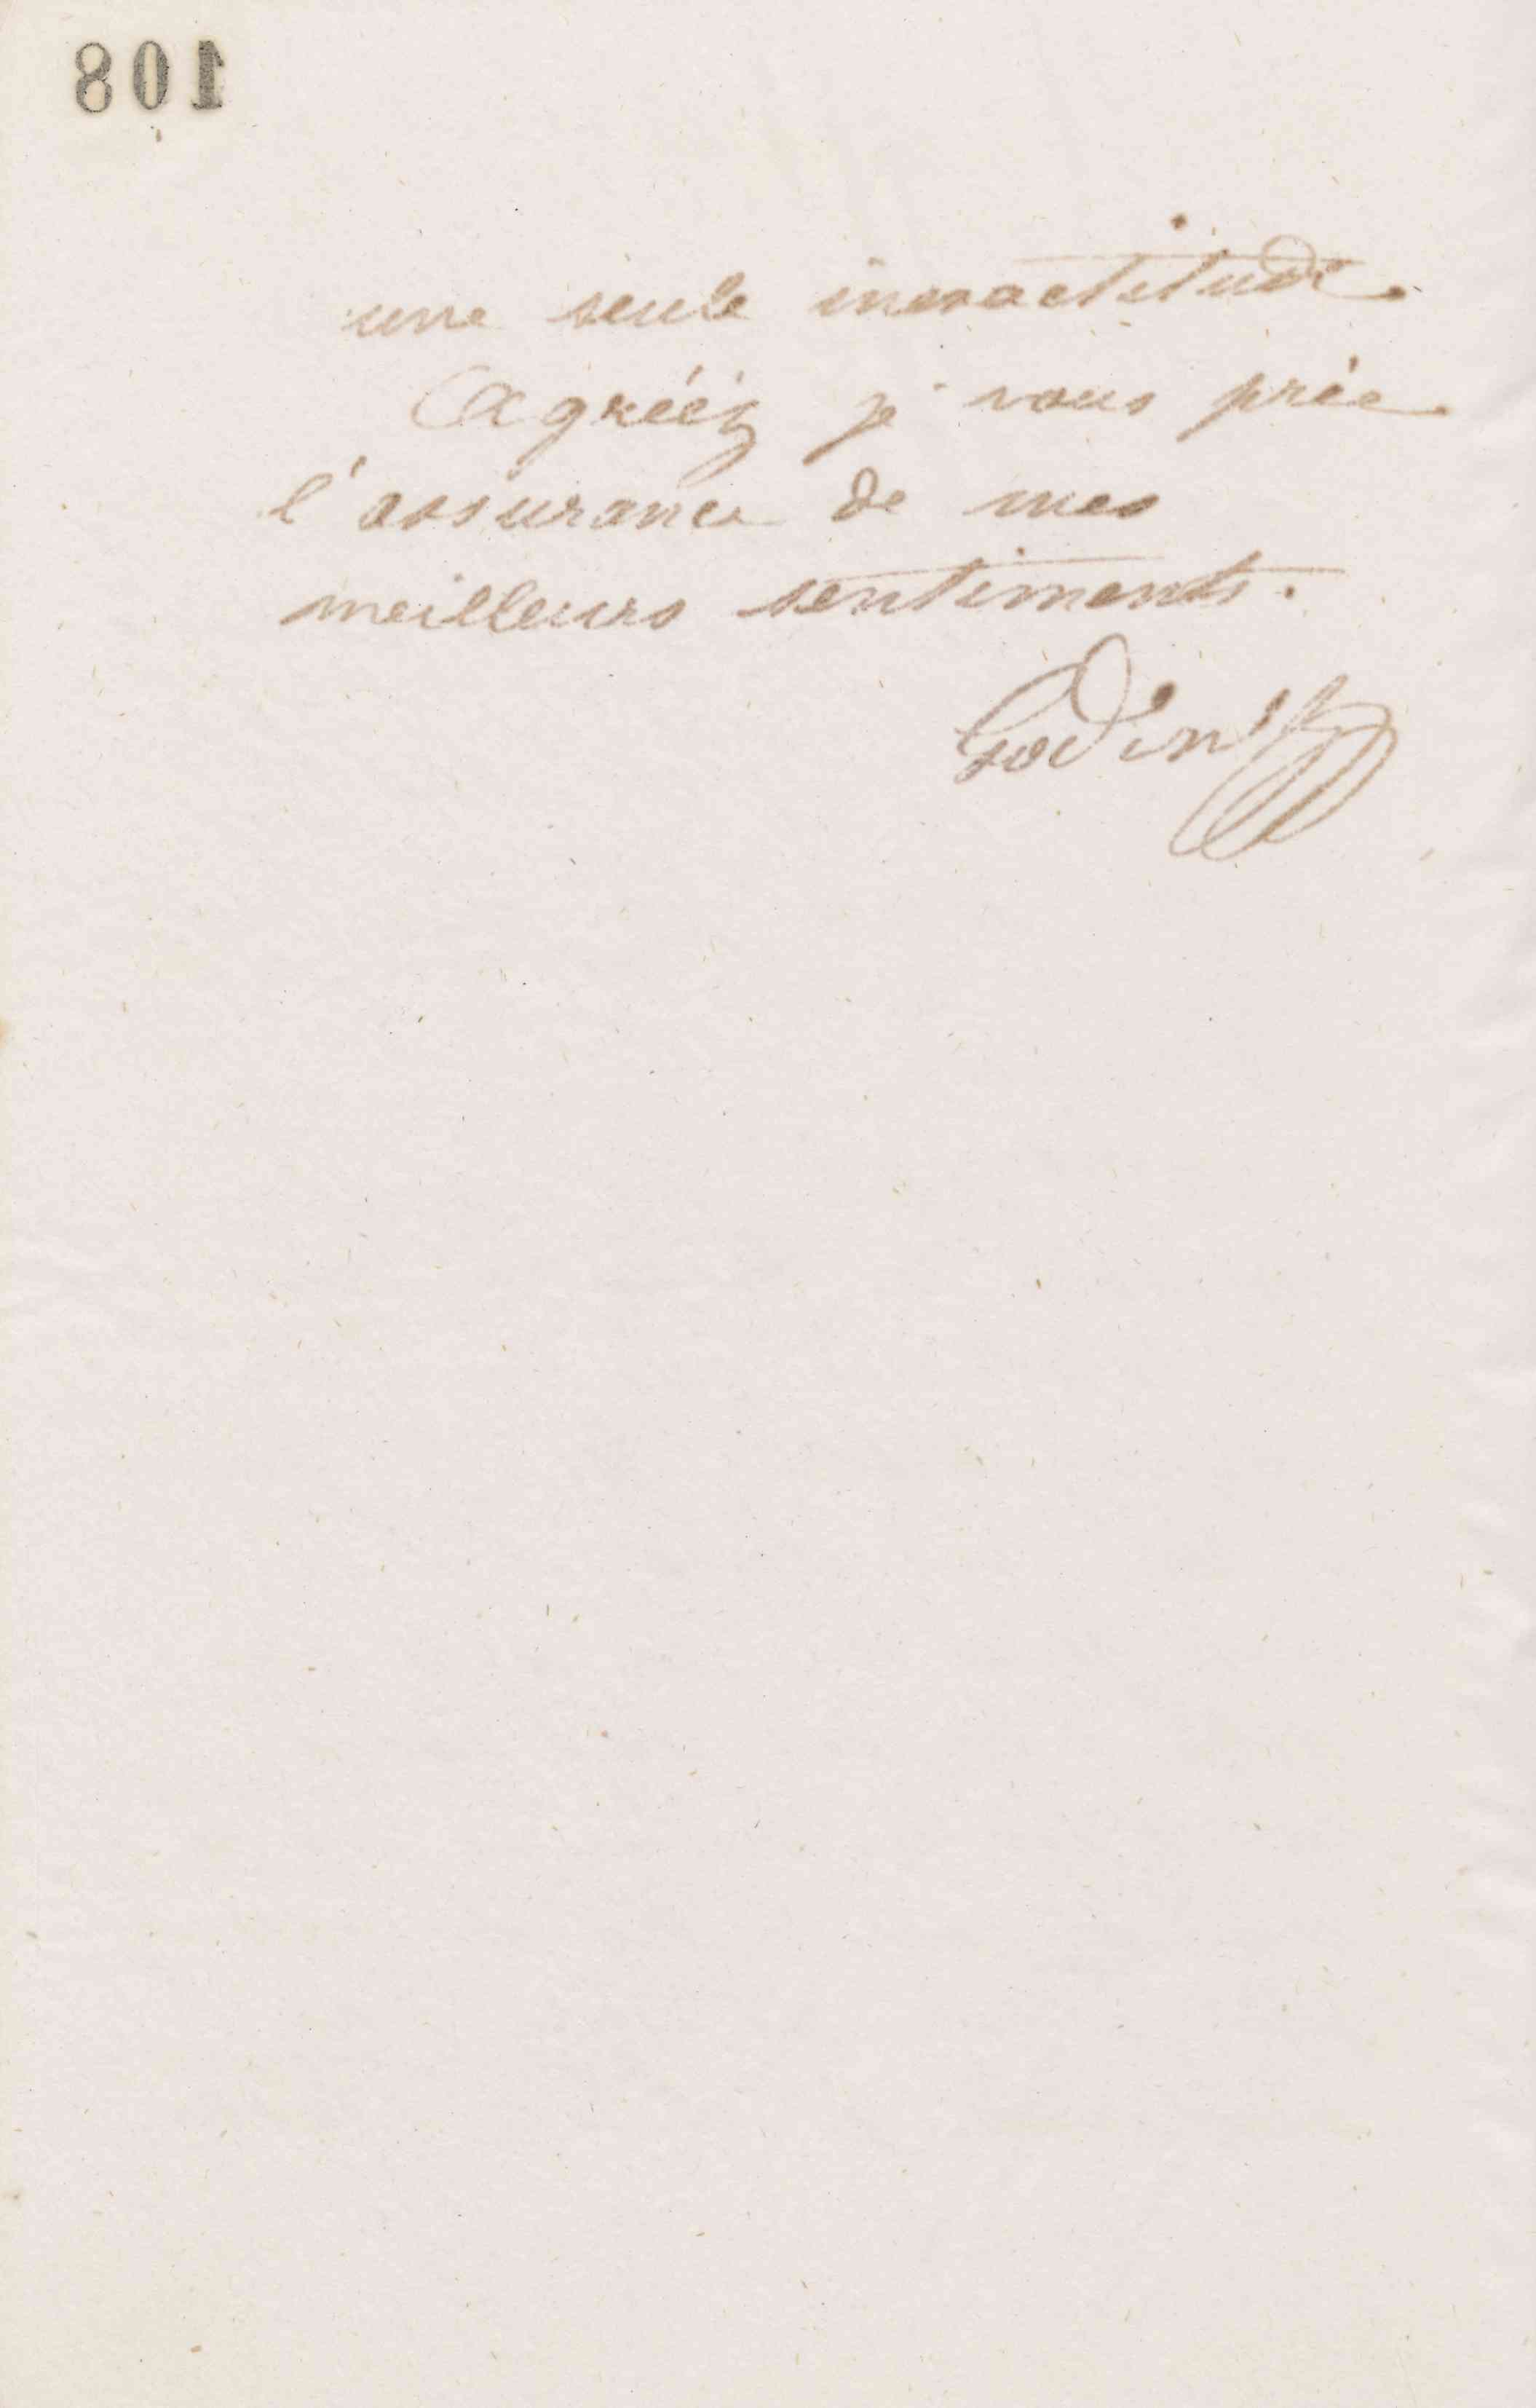 108
une seule inexactitude.
Agréez je vous prie
l'assurance de mes
meilleurs sentiments.
Godin